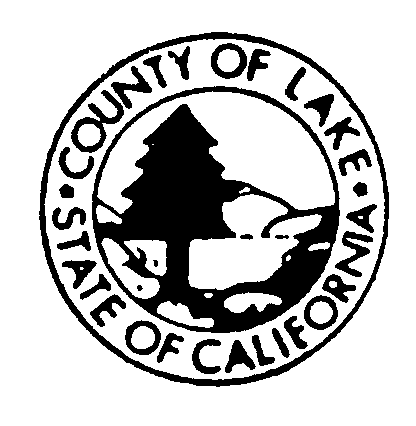 COUNTY OF LAKE
STATE OF CALIFORNIA